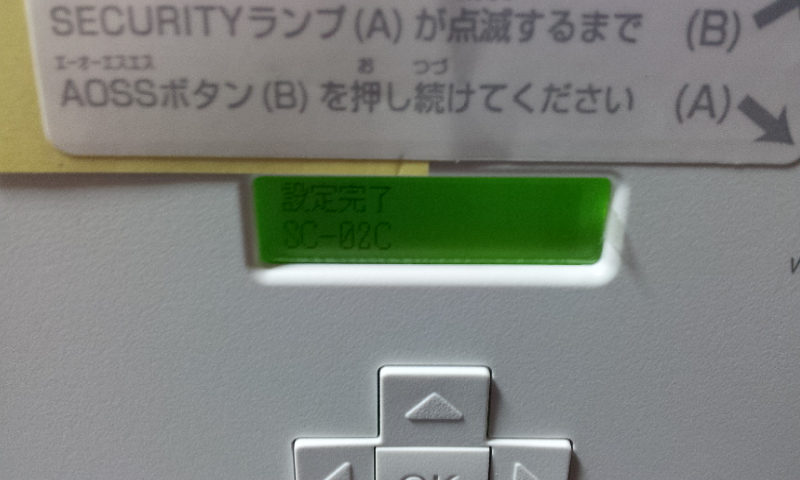 SECURITYランプ(A) が点滅するまで (B)
エーオーエスエス お つづ
AOSSボタン(B) を押し続けてください (A)
設定完了
SC-02C
OK